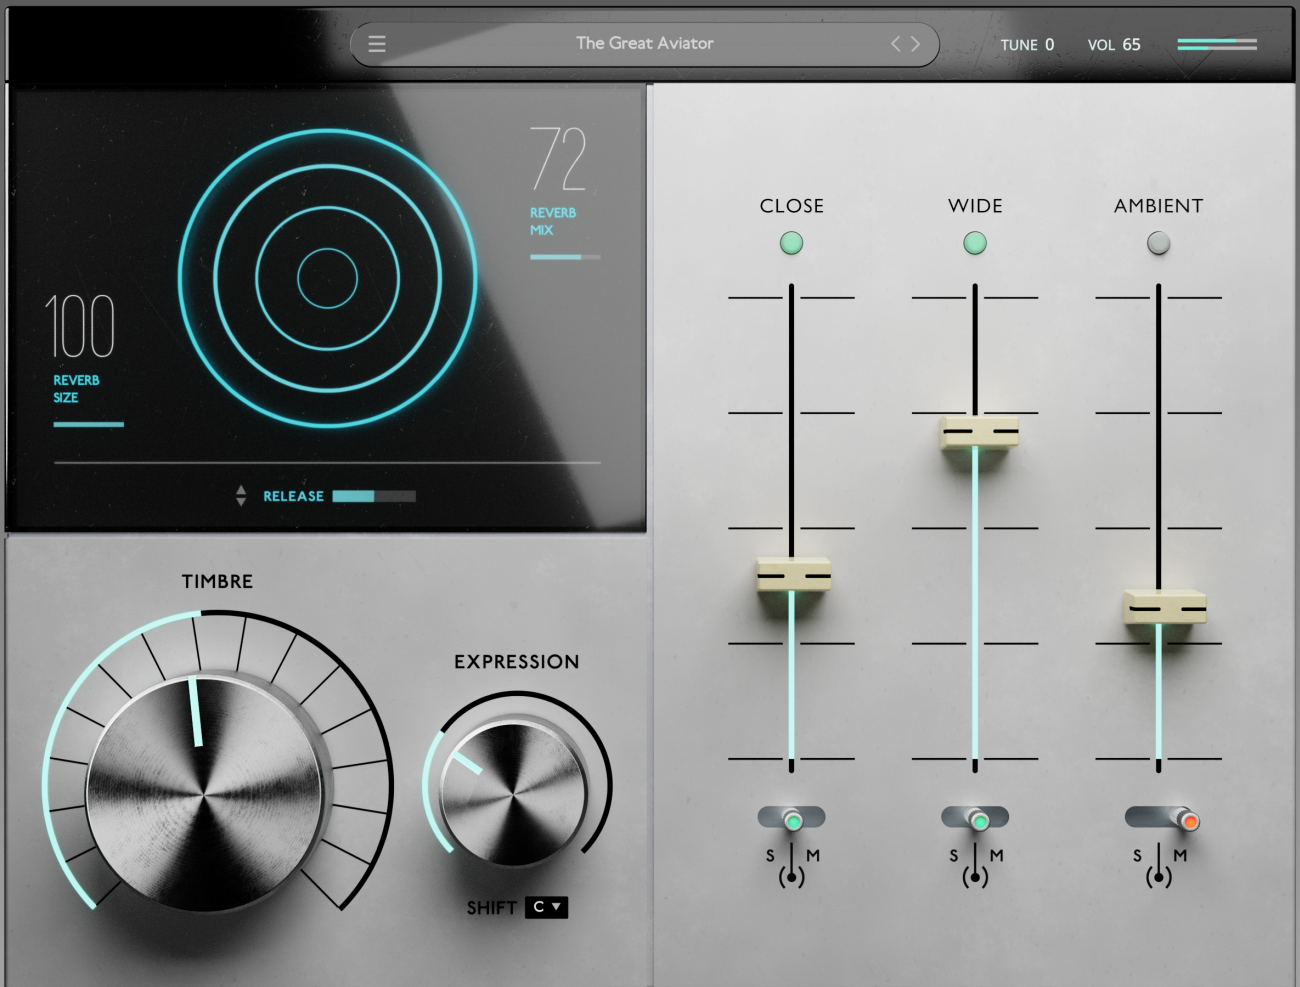 The Great Aviator
TUNE 0
VOL 65
72
REVERB
MIX
100
REVERB
SIZE
RELEASE
TIMBRE
EXPRESSION
SHIFT C
CLOSE
WIDE
AMBIENT
S M
S M
S M